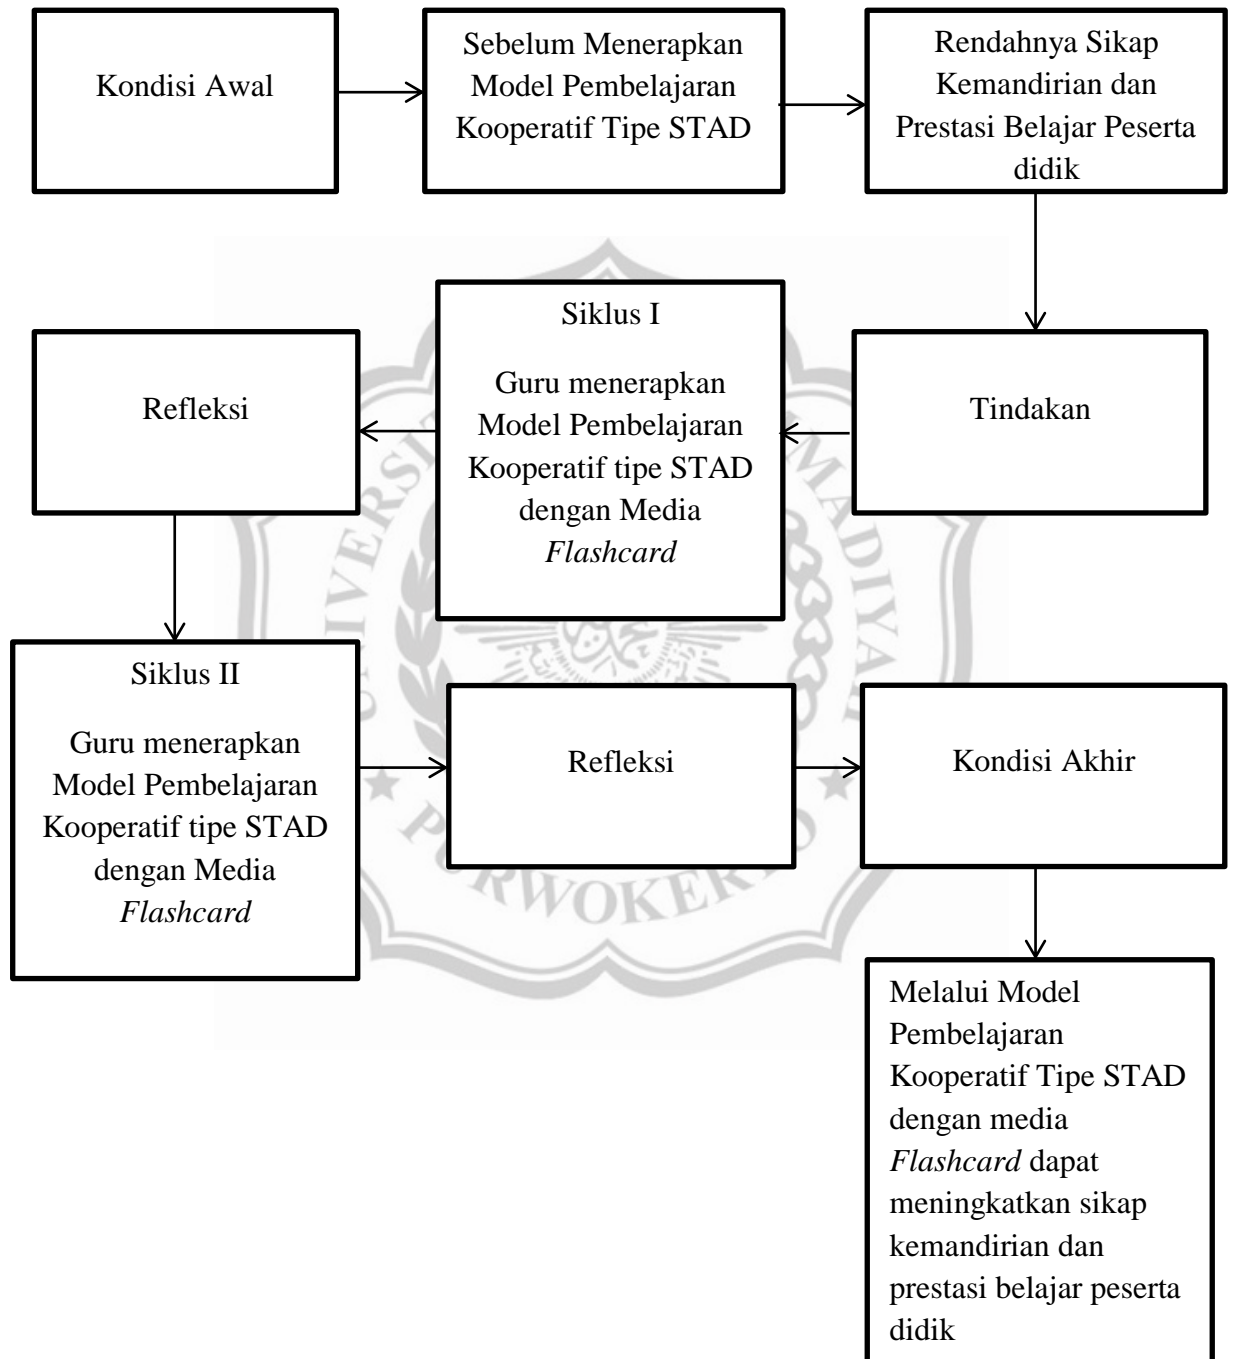 Kondisi Awal
Sebelum Menerapkan
Model Pembelajaran
Kooperatif Tipe STAD
Rendahnya Sikap
Kemandirian dan
Prestasi Belajar Peserta
didik
Tindakan
Siklus I
Guru menerapkan
Model Pembelajaran
Kooperatif tipe STAD
dengan Media
Flashcard
Refleksi
Siklus II
Guru menerapkan
Model Pembelajaran
Kooperatif tipe STAD
dengan Media
Flashcard
Refleksi
Kondisi Akhir
Melalui Model
Pembelajaran
Kooperatif Tipe STAD
dengan media
Flashcard dapat
meningkatkan sikap
kemandirian dan
prestasi belajar peserta
didik